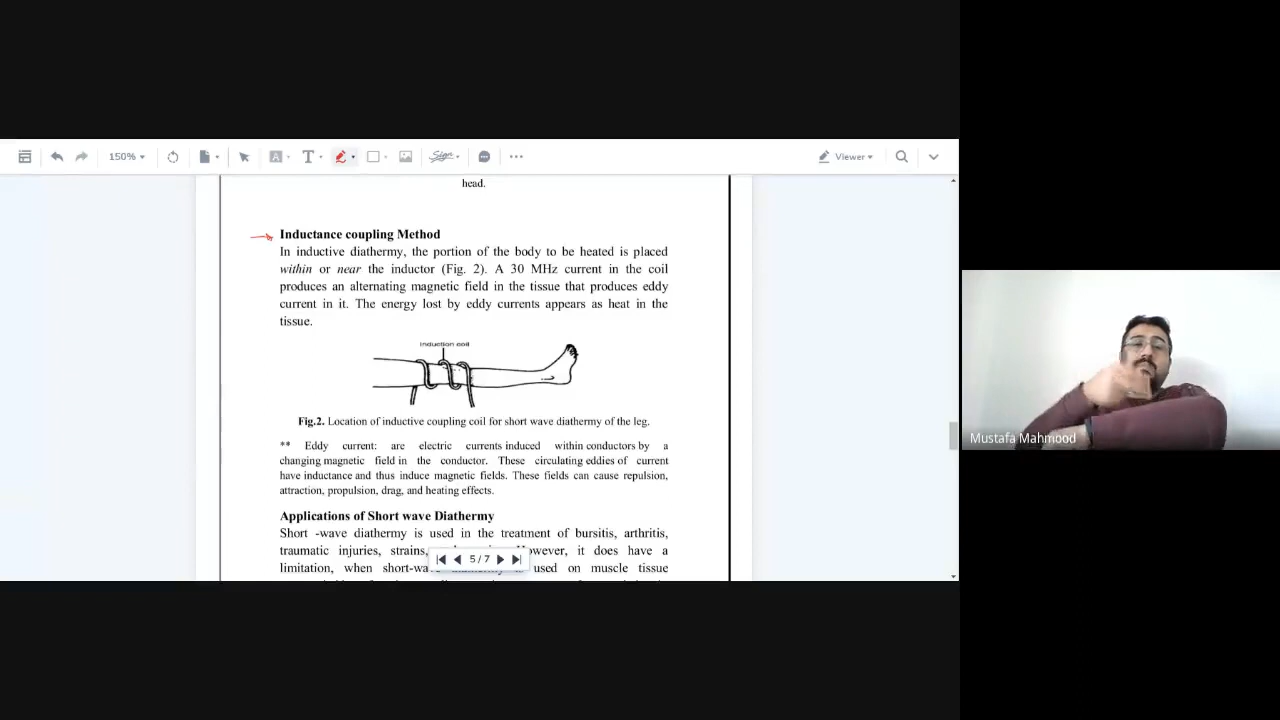 150%
Viewer
head.
Inductance coupling Method
In inductive diathermy, the portion of the body to be heated is placed
within or near the inductor (Fig. 2). A 30 MHz current in the coil
produces an alternating magnetic field in the tissue that produces eddy
current in it. The energy lost by eddy currents appears as heat in the
tissue.
Induction coil
Fig.2. Location of inductive coupling coil for short wave diathermy of the leg.
** Eddy current: are electric currents induced within conductors by a
changing magnetic field in the conductor. These circulating eddies of current
have inductance and thus induce magnetic fields. These fields can cause repulsion,
attraction, propulsion, drag, and heating effects.
Applications of Short wave Diathermy
Short -wave diathermy is used in the treatment of bursitis, arthritis,
traumatic injuries, strains, it does have a
5 / 7
limitation, when used on muscle tissue
Mustafa Mahmood